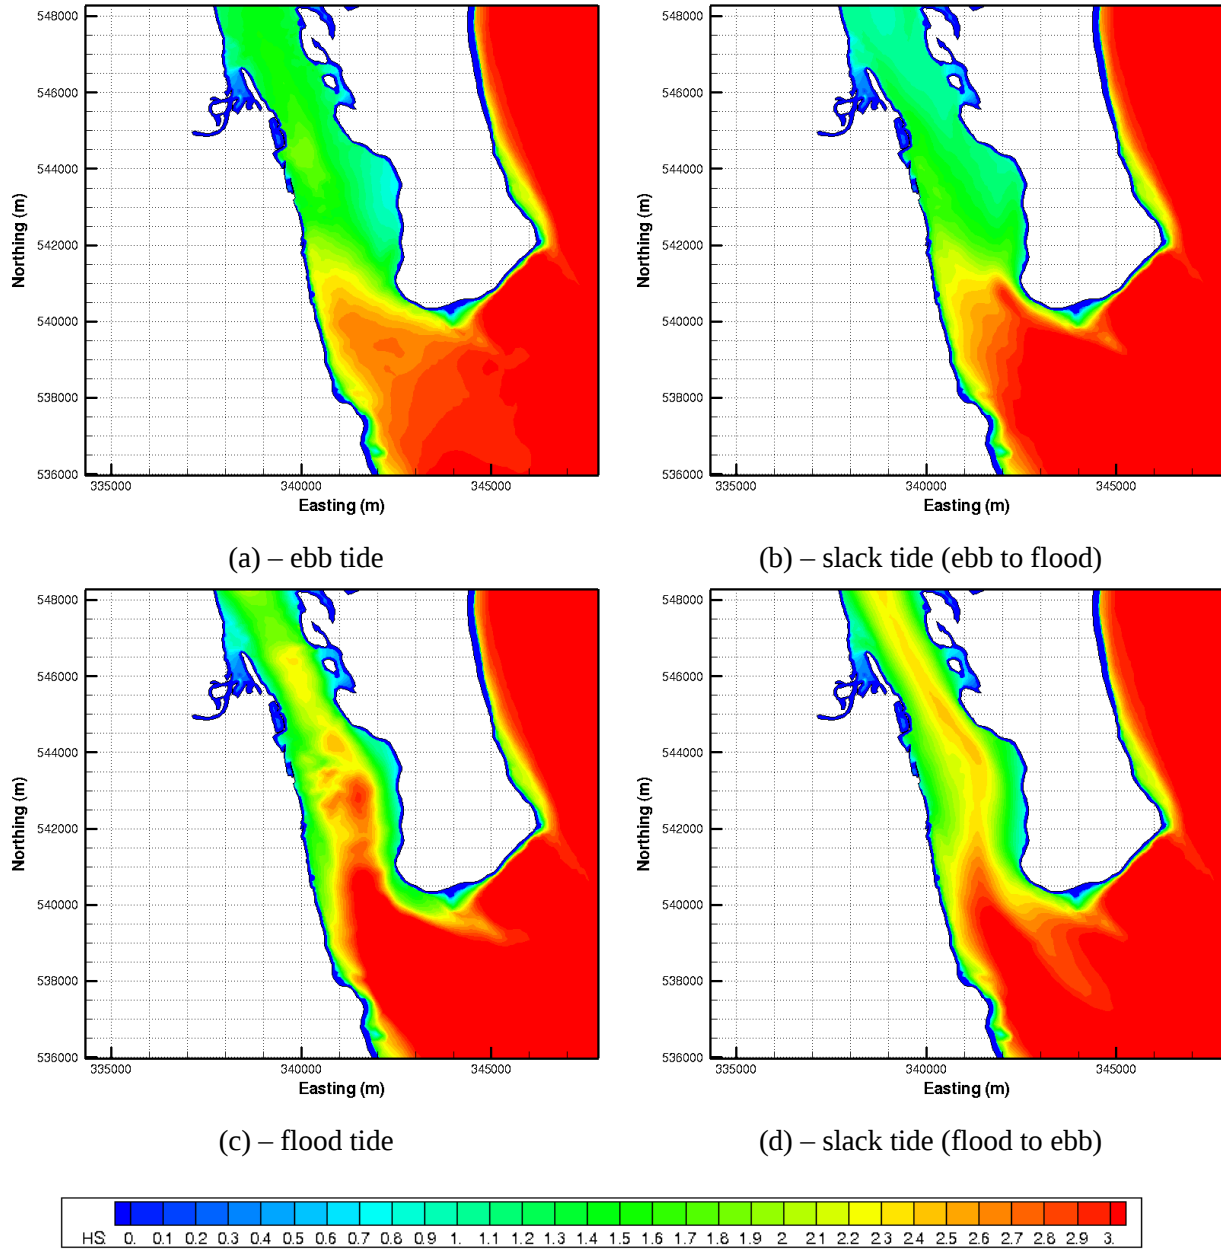 548000
546000
544000
542000
540000
538000
536000
Northing (m)
335000 340000 345000
Easting (m)
(a) – ebb tide
548000
546000
544000
542000
540000
538000
536000
Northing (m)
335000 340000 345000
Easting (m)
(b) – slack tide (ebb to flood)
548000
546000
544000
542000
540000
538000
536000
Northing (m)
335000 340000 345000
Easting (m)
(c) – flood tide
548000
546000
544000
542000
540000
538000
536000
Northing (m)
335000 340000 345000
Easting (m)
(d) – slack tide (flood to ebb)
HS: 0. 0.1 0.2 0.3 0.4 0.5 0.6 0.7 0.8 0.9 1. 1.1 1.2 1.3 1.4 1.5 1.6 1.7 1.8 1.9 2. 2.1 2.2 2.3 2.4 2.5 2.6 2.7 2.8 2.9 3.